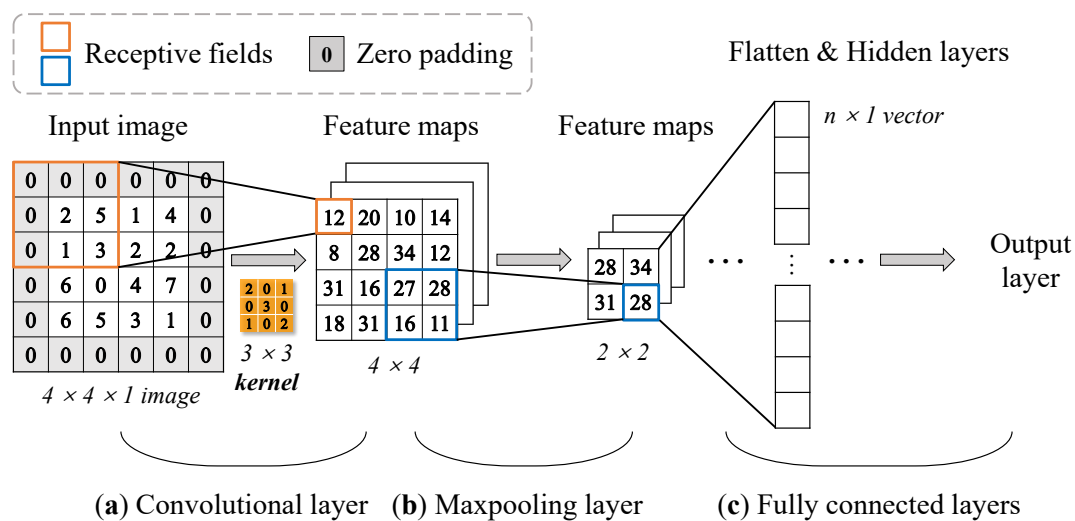 Receptive fields
0 Zero padding
Flatten & Hidden layers
Input image
Feature maps
Feature maps
n × 1 vector
0 0 0 0 0 0
0 2 5 1 4 0
0 1 3 2 2 0
0 6 0 4 7 0
0 6 5 3 1 0
0 0 0 0 0 0
4 × 4 × 1 image
2 0 1
0 3 0
1 0 2
3 × 3
kernel
12 20 10 14
8 28 34 12
31 16 27 28
18 31 16 11
4 × 4
28 34
31 28
2 × 2
...
⋮
...
Output
layer
(a) Convolutional layer
(b) Maxpooling layer
(c) Fully connected layers